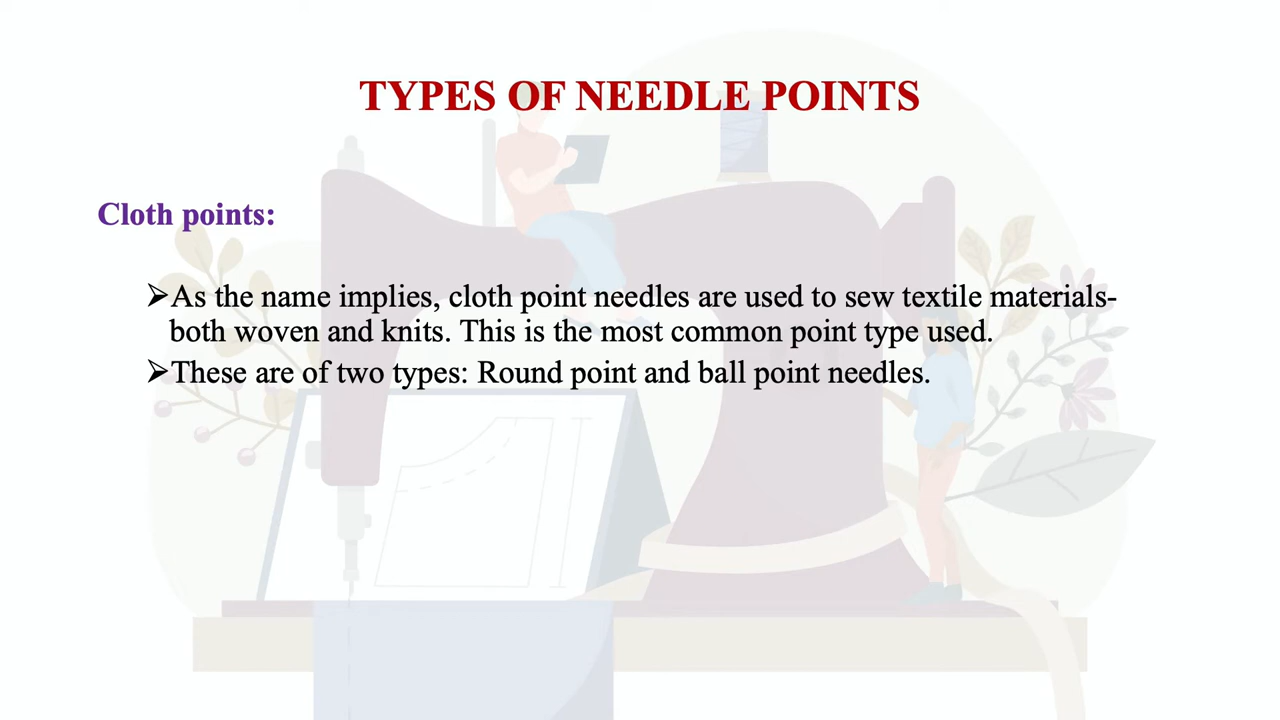 TYPES OF NEEDLE POINTS
Cloth points:
➢As the name implies, cloth point needles are used to sew textile materials-
both woven and knits. This is the most common point type used.
➢These are of two types: Round point and ball point needles.